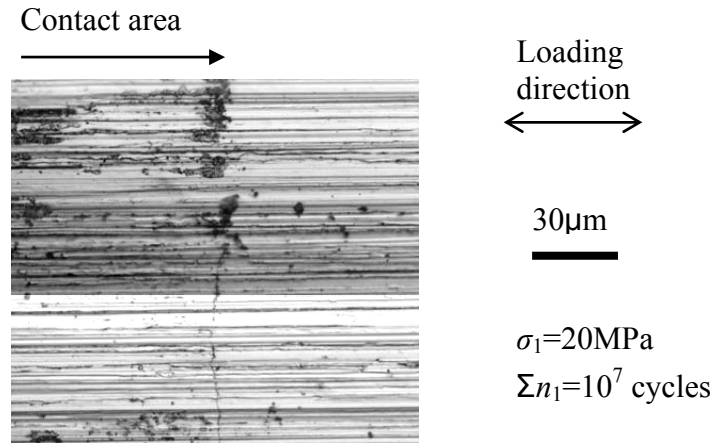 Contact area
Loading
direction
30μm
σ1=20MPa
Σn1=10^7 cycles